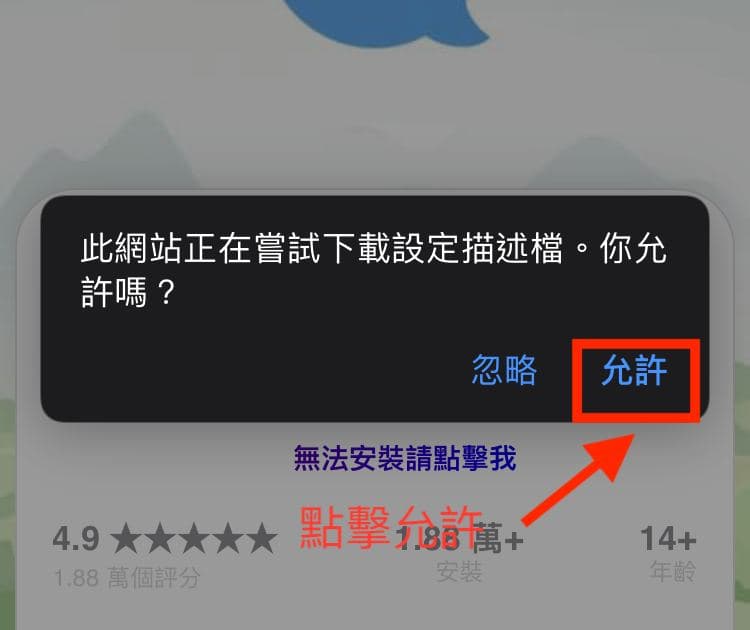 此網站正在嘗試下載設定描述檔。你允
許嗎？
忽略 允許
無法安裝請點擊我
點擊允許
4.9 ★★★★★ 1.88 萬+ 14+
1.88 萬個評分 安裝 年齡